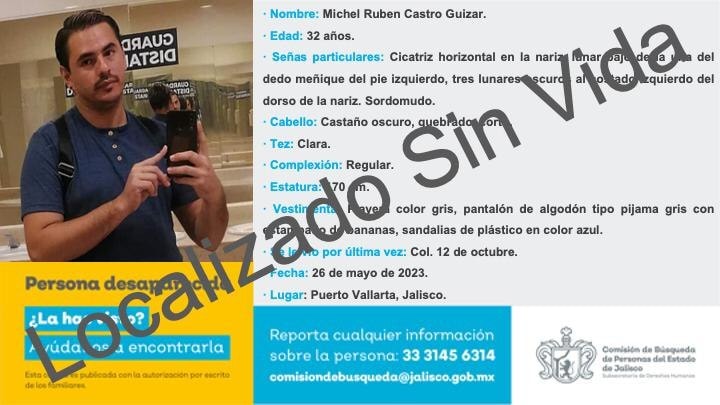 GUARDA
DISTAN
· Nombre: Michel Ruben Castro Guizar.
· Edad: 32 años.
· Señas particulares: Cicatriz horizontal en la nariz, lunar bajo de la uña del
dedo meñique del pie izquierdo, tres lunares oscuros al costado izquierdo del
dorso de la nariz. Sordomudo.
· Cabello: Castaño oscuro, quebrado, corto.
· Tez: Clara.
· Complexión: Regular.
· Estatura: 170 cm.
· Vestimenta: Playera color gris, pantalón de algodón tipo pijama gris con
estampado de bananas, sandalias de plástico en color azul.
· Se le vio por última vez: Col. 12 de octubre.
· Fecha: 26 de mayo de 2023.
· Lugar: Puerto Vallarta, Jalisco.
Localizado Sin Vida
Persona desaparecida
¿La has visto?
Ayúdanos a encontrarla
Esta cédula es publicada con la autorización por escrito
de los familiares.
Reporta cualquier información
sobre la persona: 33 3145 6314
comisiondebusqueda@jalisco.gob.mx
Comisión de Búsqueda
de Personas del Estado
de Jalisco
Subsecretaría de Derechos Humanos